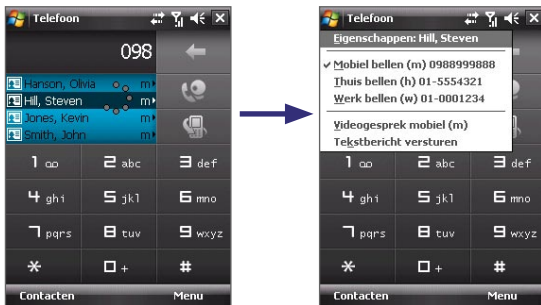 Telefoon
098
Hanson, Olivia m
Hill, Steven m
Jones, Kevin m
Smith, John m
1 2 abc 3 def
4 ghi 5 jkl 6 mno
7 pqrs 8 tuv 9 wxyz
* 0 + #
Contacten Menu
Telefoon
Eigenschappen: Hill, Steven
Mobiel bellen (m) 0988999888
Thuis bellen (h) 01-5554321
Werk bellen (w) 01-0001234
Videogesprek mobiel (m)
Tekstbericht versturen
1 2 abc 3 def
4 ghi 5 jkl 6 mno
7 pqrs 8 tuv 9 wxyz
* 0 + #
Contacten Menu